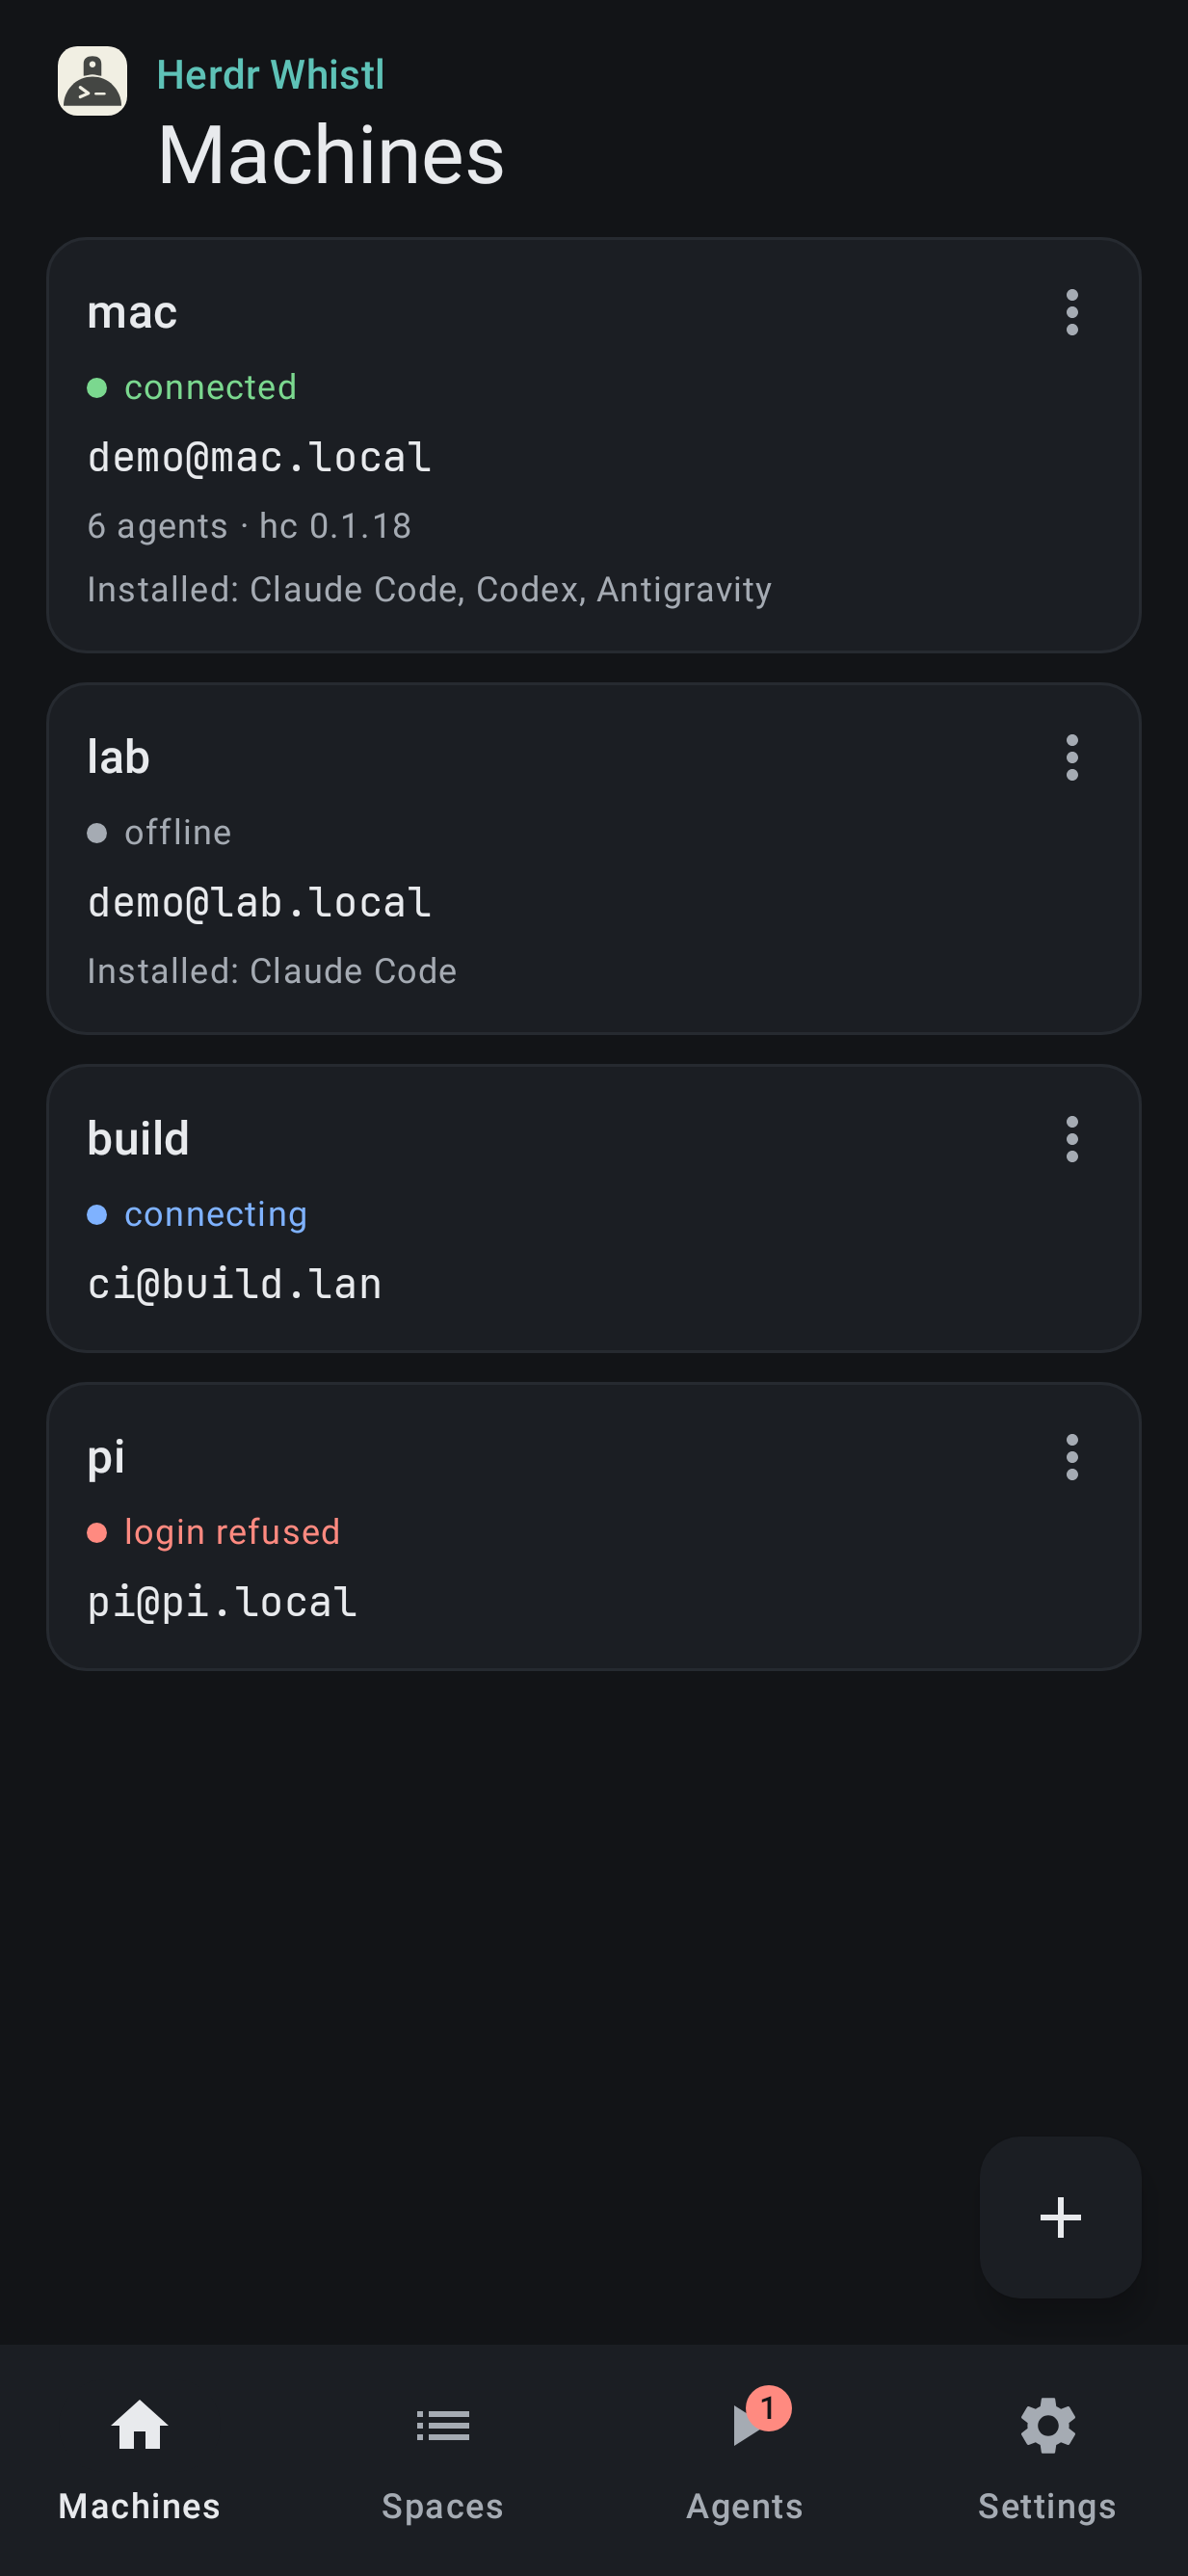 Herdr Whistl
Machines
mac
connected
demo@mac.local
6 agents · hc 0.1.18
Installed: Claude Code, Codex, Antigravity
lab
offline
demo@lab.local
Installed: Claude Code
build
connecting
ci@build.lan
pi
login refused
pi@pi.local
1
Machines
Spaces
Agents
Settings